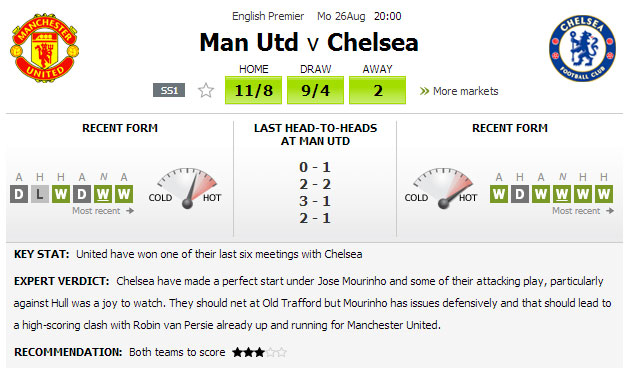 English Premier Mo 26Aug 20:00
MANCHESTER
UNITED
Man Utd v Chelsea
CHELSEA
FOOTBALL CLUB
HOME DRAW AWAY
SS1 11/8 9/4 2 » More markets
RECENT FORM
LAST HEAD-TO-HEADS
AT MAN UTD
RECENT FORM
A H H A N A
D L W D W W
Most recent
COLD HOT
0 - 1
2 - 2
3 - 1
2 - 1
COLD HOT
H A H N H H
W D W W W W
Most recent
KEY STAT: United have won one of their last six meetings with Chelsea
EXPERT VERDICT: Chelsea have made a perfect start under Jose Mourinho and some of their attacking play, particularly
against Hull was a joy to watch. They should net at Old Trafford but Mourinho has issues defensively and that should lead to
a high-scoring clash with Robin van Persie already up and running for Manchester United.
RECOMMENDATION: Both teams to score